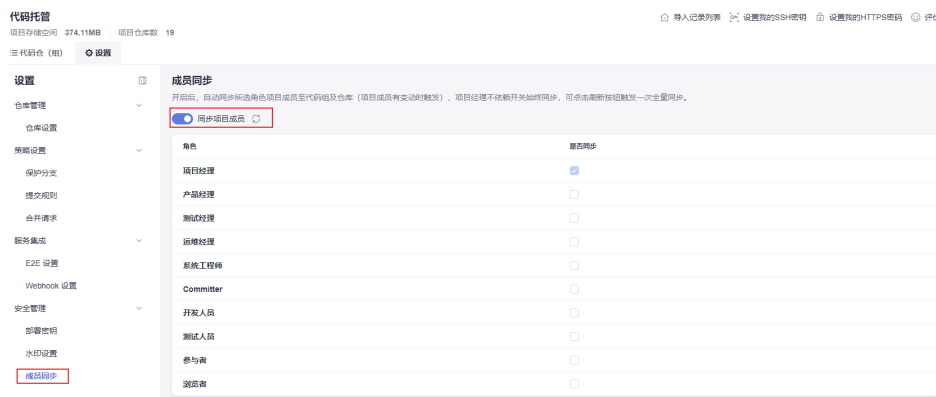 代码托管
导入记录列表 设置我的SSH密钥 设置我的HTTPS密码
项目存储空间 374.11MB 项目仓库数 19
代码仓（组） 设置
设置
成员同步
开启后，自动同步所选角色项目成员至代码组及仓库（项目成员有变动时触发），项目经理不依赖开关始终同步，可点击刷新按钮触发一次全量同步。
仓库管理
同步项目成员
仓库设置
角色 是否同步
策略设置
项目经理
保护分支
产品经理
提交规则
测试经理
合并请求
运维经理
服务集成
系统工程师
E2E 设置
Committer
Webhook 设置
开发人员
安全管理
测试人员
部署密钥
参与者
水印设置
浏览者
成员同步